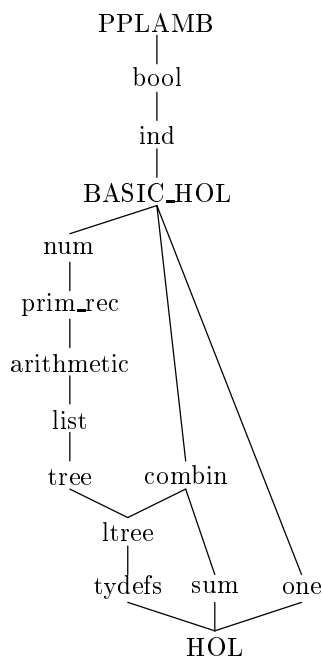 PPLAMB
bool
ind
BASIC_HOL
num
prim_rec
arithmetic
list
tree combin
ltree
tydefs sum one
HOL